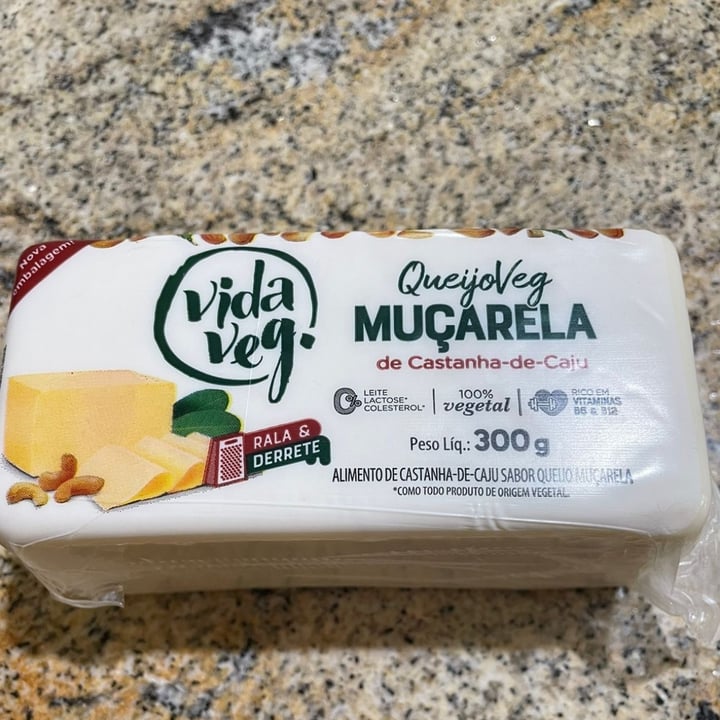 Nova
embalagem
vida
veg.
QueijoVeg
MUÇARELA
de Castanha-de-Caju
0%
LEITE
LACTOSE*
COLESTEROL*
100%
vegetal
RICO EM
VITAMINAS
B6 & B12
RALA &
DERRETE
Peso Líq.: 300 g
ALIMENTO DE CASTANHA-DE-CAJU SABOR QUEIJO MUÇARELA
*COMO TODO PRODUTO DE ORIGEM VEGETAL.